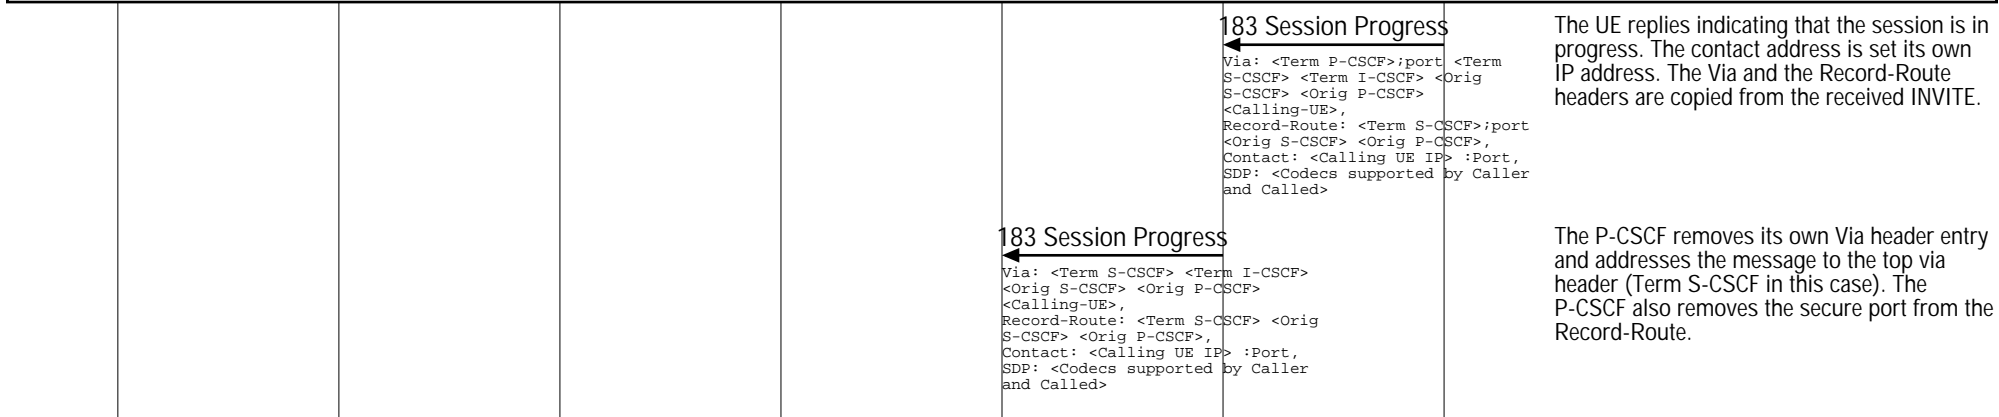 183 Session Progress
Via: <Term P-CSCF>;port <Term
S-CSCF> <Term I-CSCF> <Orig
S-CSCF> <Orig P-CSCF>
<Calling-UE>,
Record-Route: <Term S-CSCF>;port
<Orig S-CSCF> <Orig P-CSCF>,
Contact: <Calling UE IP> :Port,
SDP: <Codecs supported by Caller
and Called>
The UE replies indicating that the session is in
progress. The contact address is set its own
IP address. The Via and the Record-Route
headers are copied from the received INVITE.
183 Session Progress
Via: <Term S-CSCF> <Term I-CSCF>
<Orig S-CSCF> <Orig P-CSCF>
<Calling-UE>,
Record-Route: <Term S-CSCF> <Orig
S-CSCF> <Orig P-CSCF>,
Contact: <Calling UE IP> :Port,
SDP: <Codecs supported by Caller
and Called>
The P-CSCF removes its own Via header entry
and addresses the message to the top via
header (Term S-CSCF in this case). The
P-CSCF also removes the secure port from the
Record-Route.